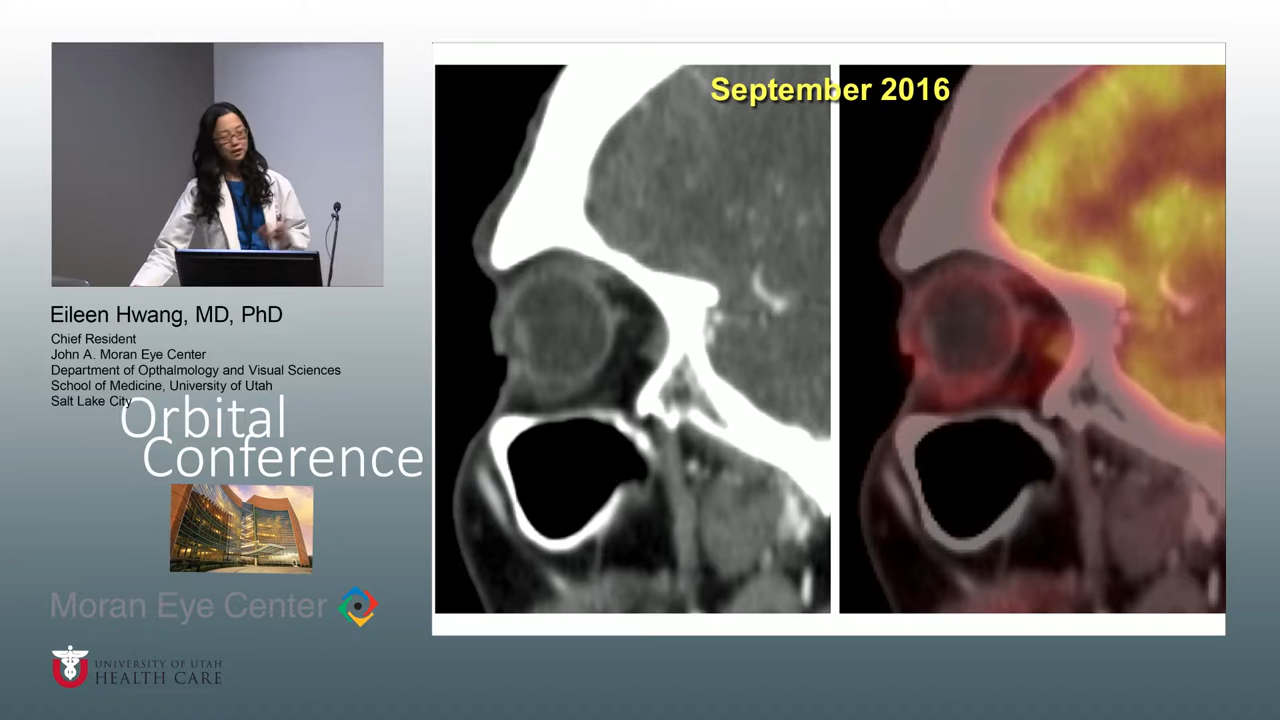 September 2016
Eileen Hwang, MD, PhD
Chief Resident
John A. Moran Eye Center
Department of Opthalmology and Visual Sciences
School of Medicine, University of Utah
Salt Lake City
Orbital
Conference
Moran Eye Center
UNIVERSITY OF UTAH
HEALTH CARE